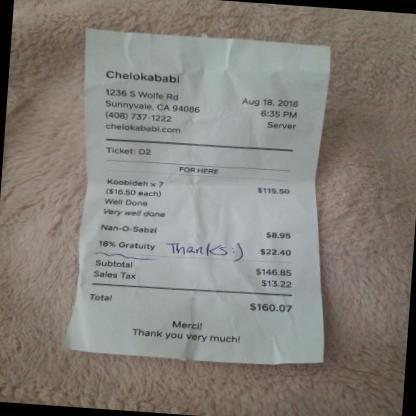 Chelokababi
1236 S Wolfe Rd
Sunnyvale, CA 94086
(408) 737-1222
chelokababi.com
Aug 18, 2018
6:35 PM
Server
Ticket: D2
FOR HERE
Koobideh x 7 $115.50
($16.50 each)
Well Done
Very well done
Nan-O-Sabzi $8.95
18% Gratuity Thanks :) $22.40
Subtotal $146.85
Sales Tax $13.22
Total $160.07
Merci!
Thank you very much!